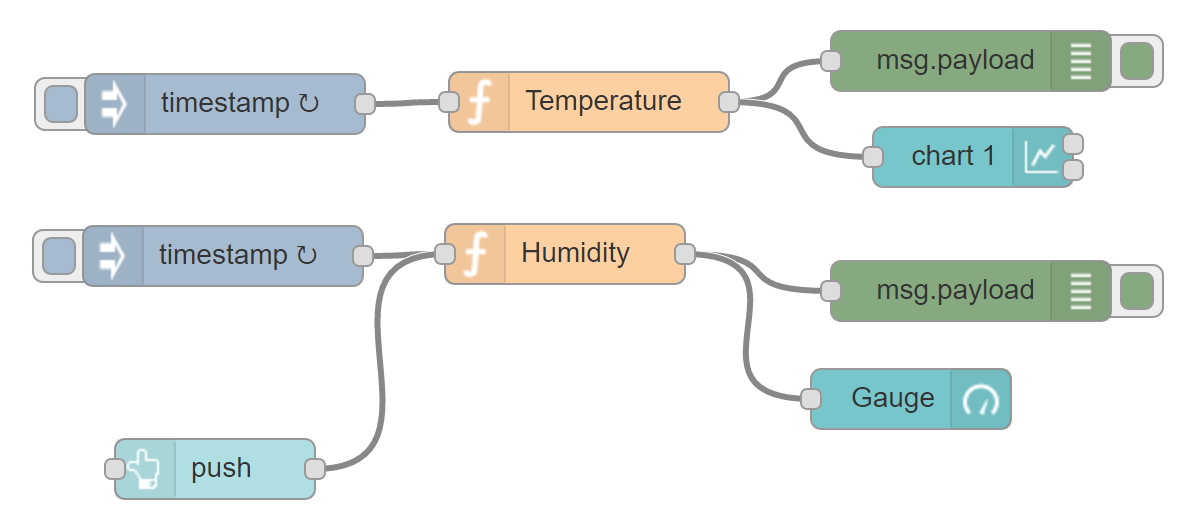 timestamp ↻
Temperature
msg.payload
chart 1
timestamp ↻
Humidity
msg.payload
Gauge
push